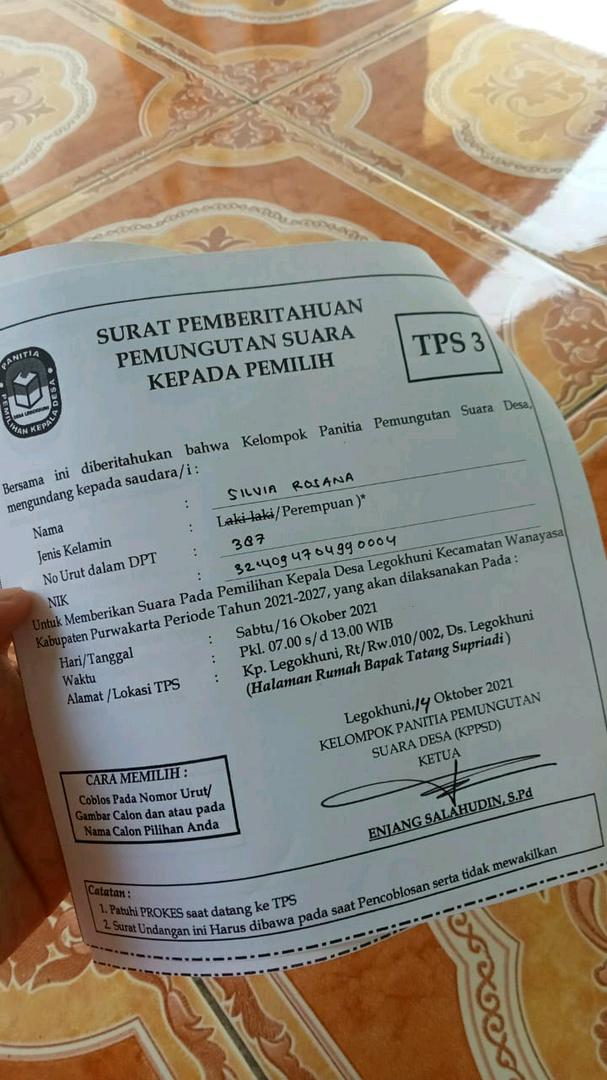 SURAT PEMBERITAHUAN
PEMUNGUTAN SUARA
KEPADA PEMILIH
TPS 3
PANITIA
PEMILIHAN KEPALA DESA
DESA LEGOKHUNI
Bersama ini diberitahukan bahwa Kelompok Panitia Pemungutan Suara Desa,
mengundang kepada saudara/i :
Nama : SILVIA ROSANA
Jenis Kelamin : Laki-laki/Perempuan )*
No Urut dalam DPT : 387
NIK : 3214094704990004
Untuk Memberikan Suara Pada Pemilihan Kepala Desa Legokhuni Kecamatan Wanayasa
Kabupaten Purwakarta Periode Tahun 2021-2027, yang akan dilaksanakan Pada :
Hari/Tanggal : Sabtu/16 Okober 2021
Waktu : Pkl. 07.00 s/d 13.00 WIB
Alamat /Lokasi TPS : Kp. Legokhuni, Rt/Rw.010/002, Ds. Legokhuni
(Halaman Rumah Bapak Tatang Supriadi)
Legokhuni,14 Oktober 2021
KELOMPOK PANITIA PEMUNGUTAN
SUARA DESA (KPPSD)
KETUA
ENJANG SALAHUDIN, S.Pd
CARA MEMILIH :
Coblos Pada Nomor Urut/
Gambar Calon dan atau pada
Nama Calon Pilihan Anda
Catatan :
1. Patuhi PROKES saat datang ke TPS
2. Surat Undangan ini Harus dibawa pada saat Pencoblosan serta tidak mewakilkan